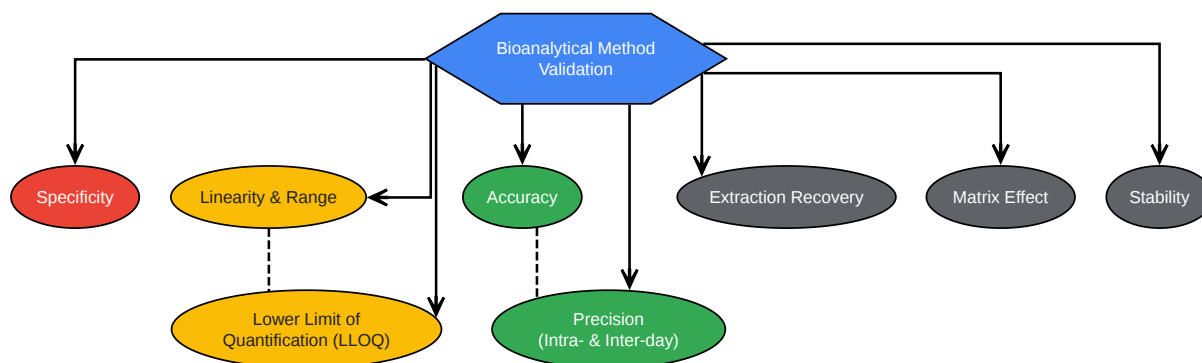 Bioanalytical Method
Validation
Specificity
Linearity & Range
Accuracy
Extraction Recovery
Matrix Effect
Stability
Lower Limit of
Quantification (LLOQ)
Precision
(Intra- & Inter-day)